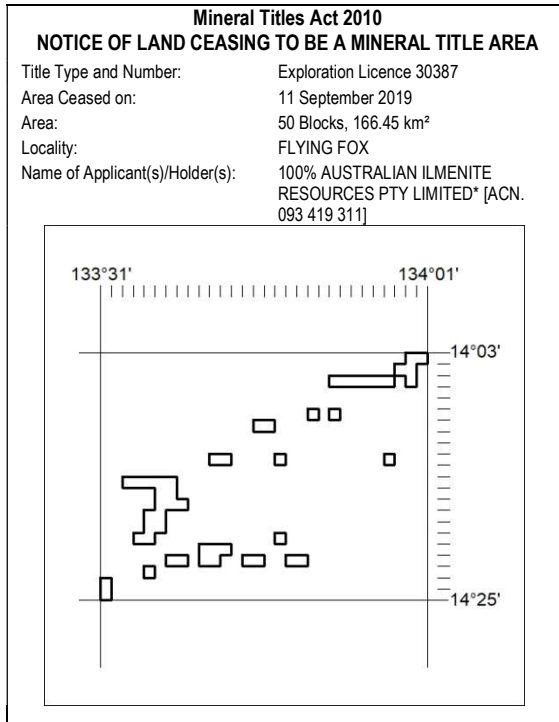 Mineral Titles Act 2010
NOTICE OF LAND CEASING TO BE A MINERAL TITLE AREA
Title Type and Number: Exploration Licence 30387
Area Ceased on: 11 September 2019
Area: 50 Blocks, 166.45 km²
Locality: FLYING FOX
Name of Applicant(s)/Holder(s): 100% AUSTRALIAN ILMENITE
RESOURCES PTY LIMITED* [ACN.
093 419 311]
133°31' 134°01'
14°03'
14°25'